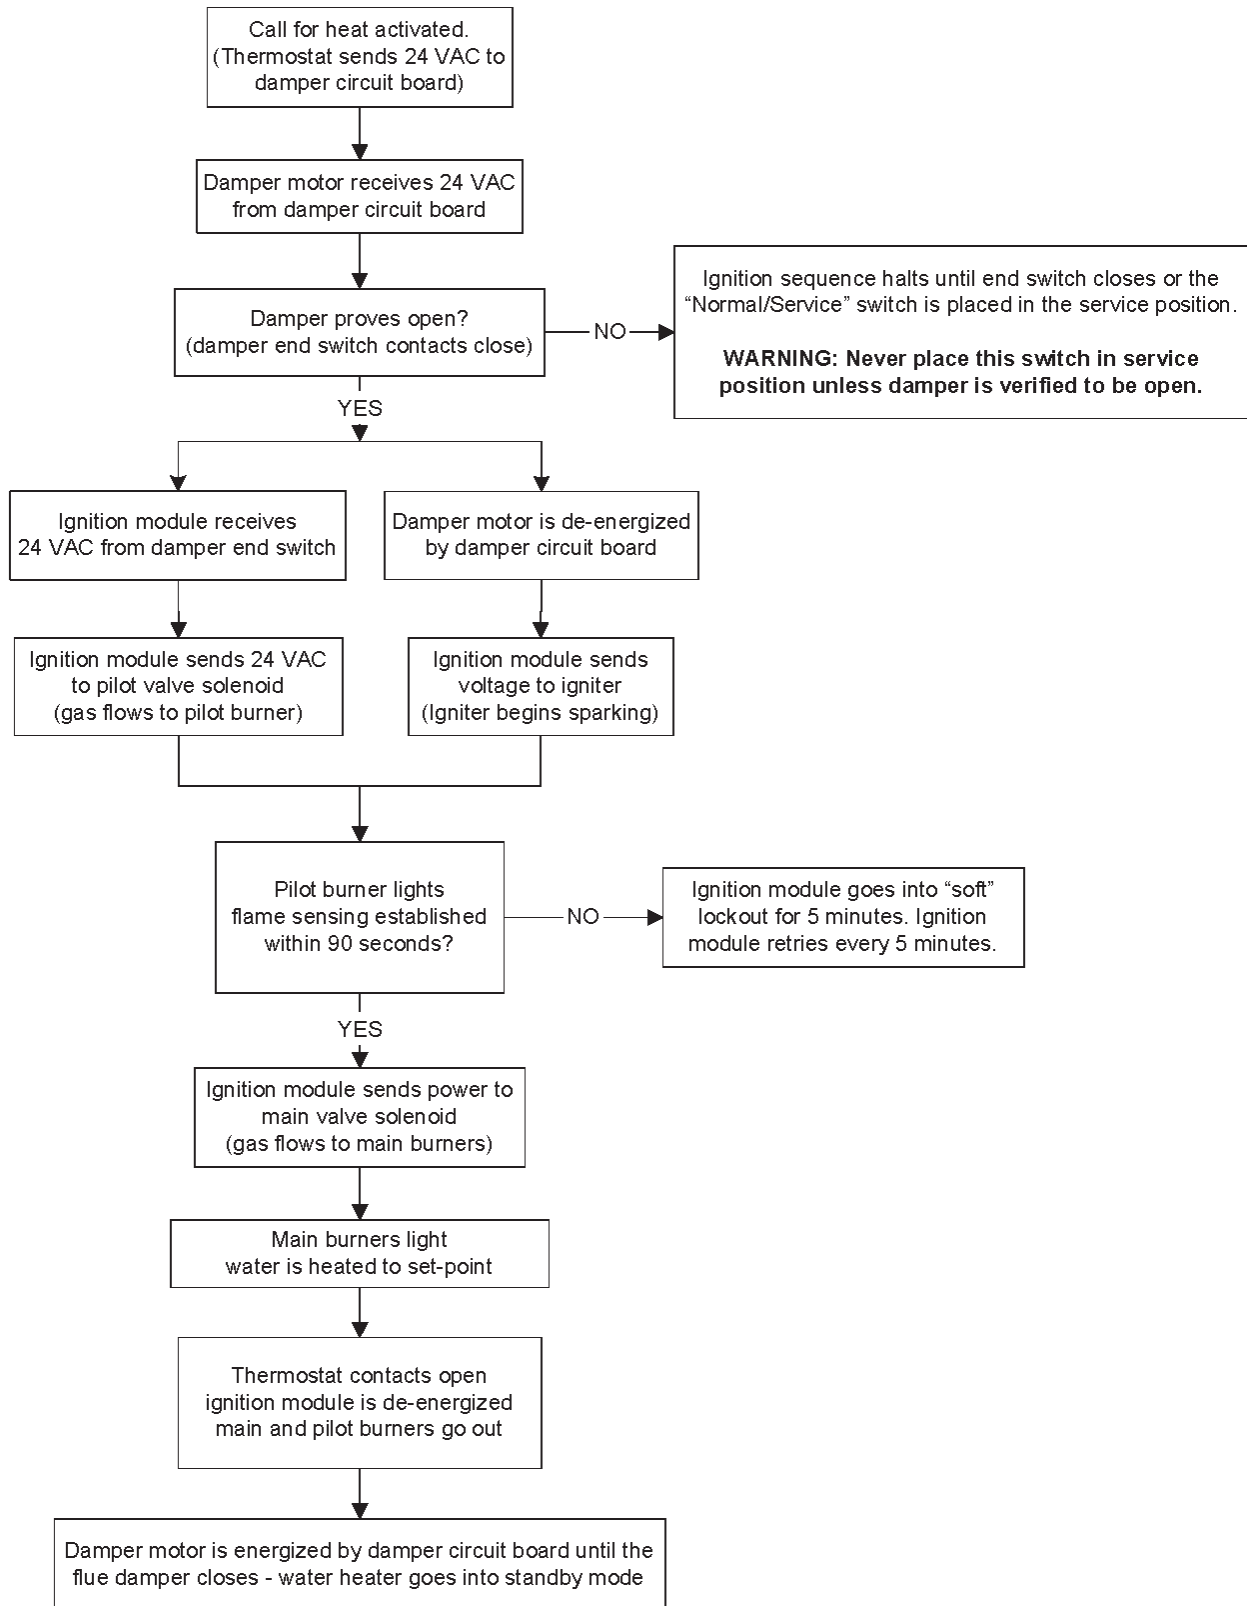 Call for heat activated.
(Thermostat sends 24 VAC to
damper circuit board)
Damper motor receives 24 VAC
from damper circuit board
Damper proves open?
(damper end switch contacts close)
NO
Ignition sequence halts until end switch closes or the
“Normal/Service” switch is placed in the service position.
WARNING: Never place this switch in service
position unless damper is verified to be open.
YES
Ignition module receives
24 VAC from damper end switch
Damper motor is de-energized
by damper circuit board
Ignition module sends 24 VAC
to pilot valve solenoid
(gas flows to pilot burner)
Ignition module sends
voltage to igniter
(Igniter begins sparking)
Pilot burner lights
flame sensing established
within 90 seconds?
NO
Ignition module goes into “soft”
lockout for 5 minutes. Ignition
module retries every 5 minutes.
YES
Ignition module sends power to
main valve solenoid
(gas flows to main burners)
Main burners light
water is heated to set-point
Thermostat contacts open
ignition module is de-energized
main and pilot burners go out
Damper motor is energized by damper circuit board until the
flue damper closes - water heater goes into standby mode